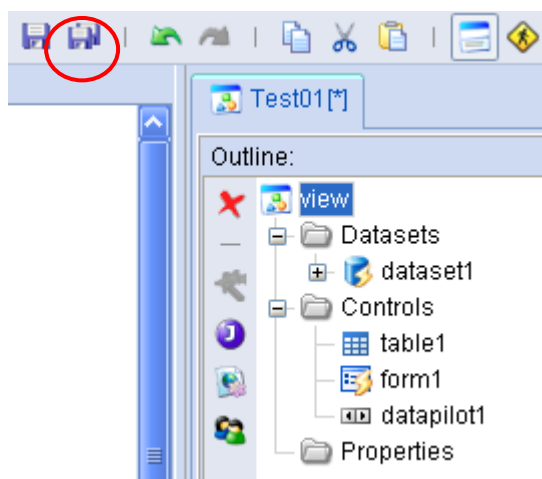 Test01[*]
Outline:
view
Datasets
dataset1
Controls
table1
form1
datapilot1
Properties